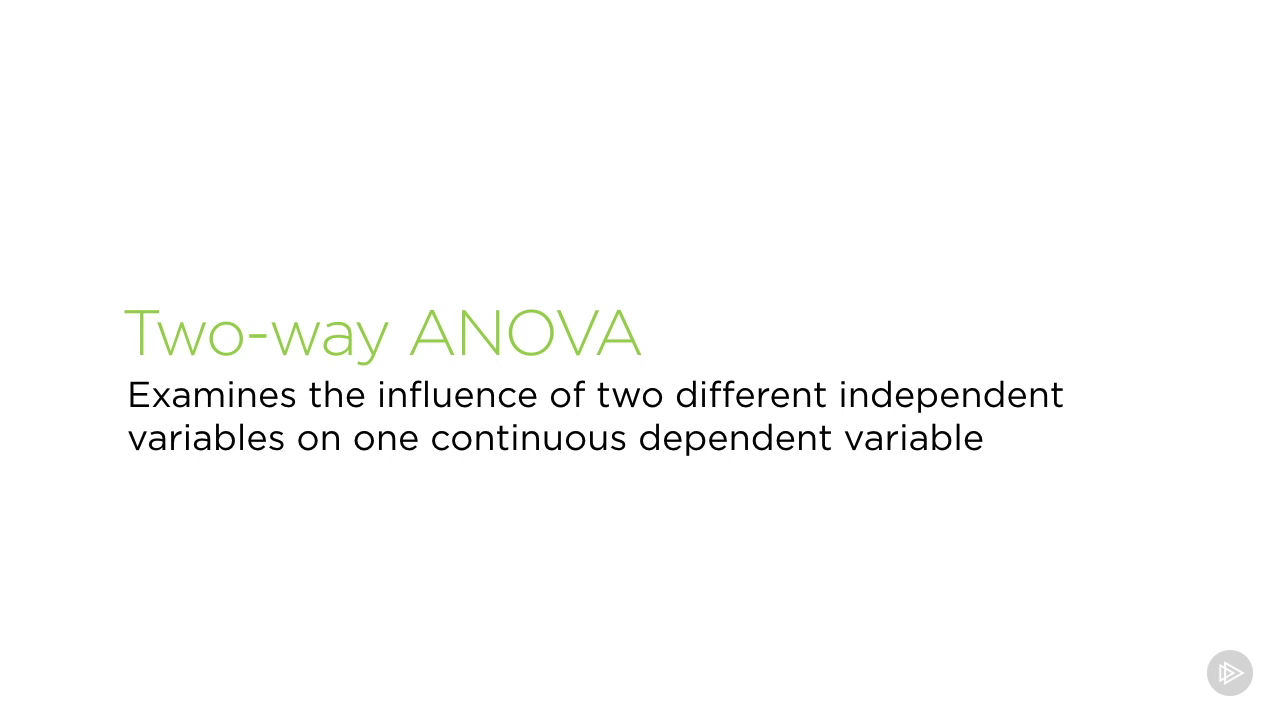 Two-way ANOVA
Examines the influence of two different independent
variables on one continuous dependent variable